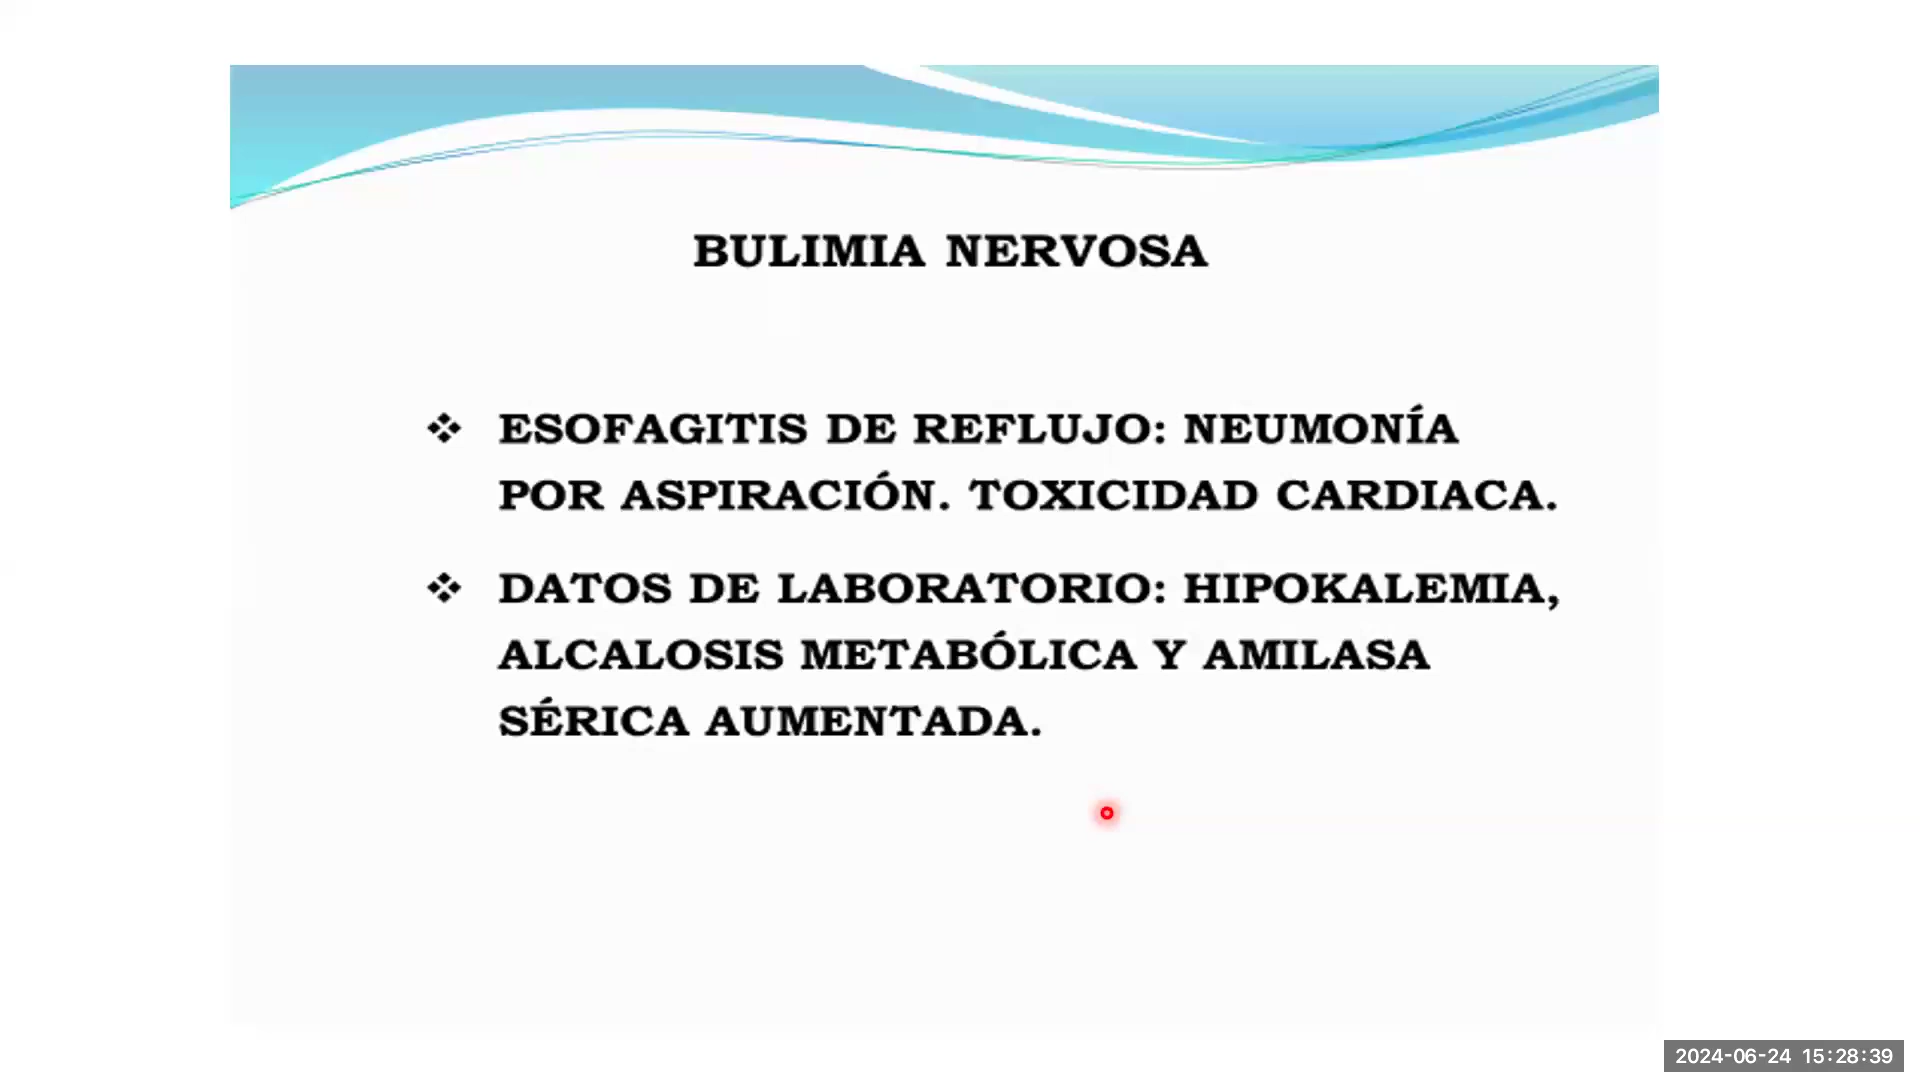 BULIMIA NERVOSA
❖ ESOFAGITIS DE REFLUJO: NEUMONÍA
POR ASPIRACIÓN. TOXICIDAD CARDIACA.
❖ DATOS DE LABORATORIO: HIPOKALEMIA,
ALCALOSIS METABÓLICA Y AMILASA
SÉRICA AUMENTADA.
2024-06-24 15:28:39